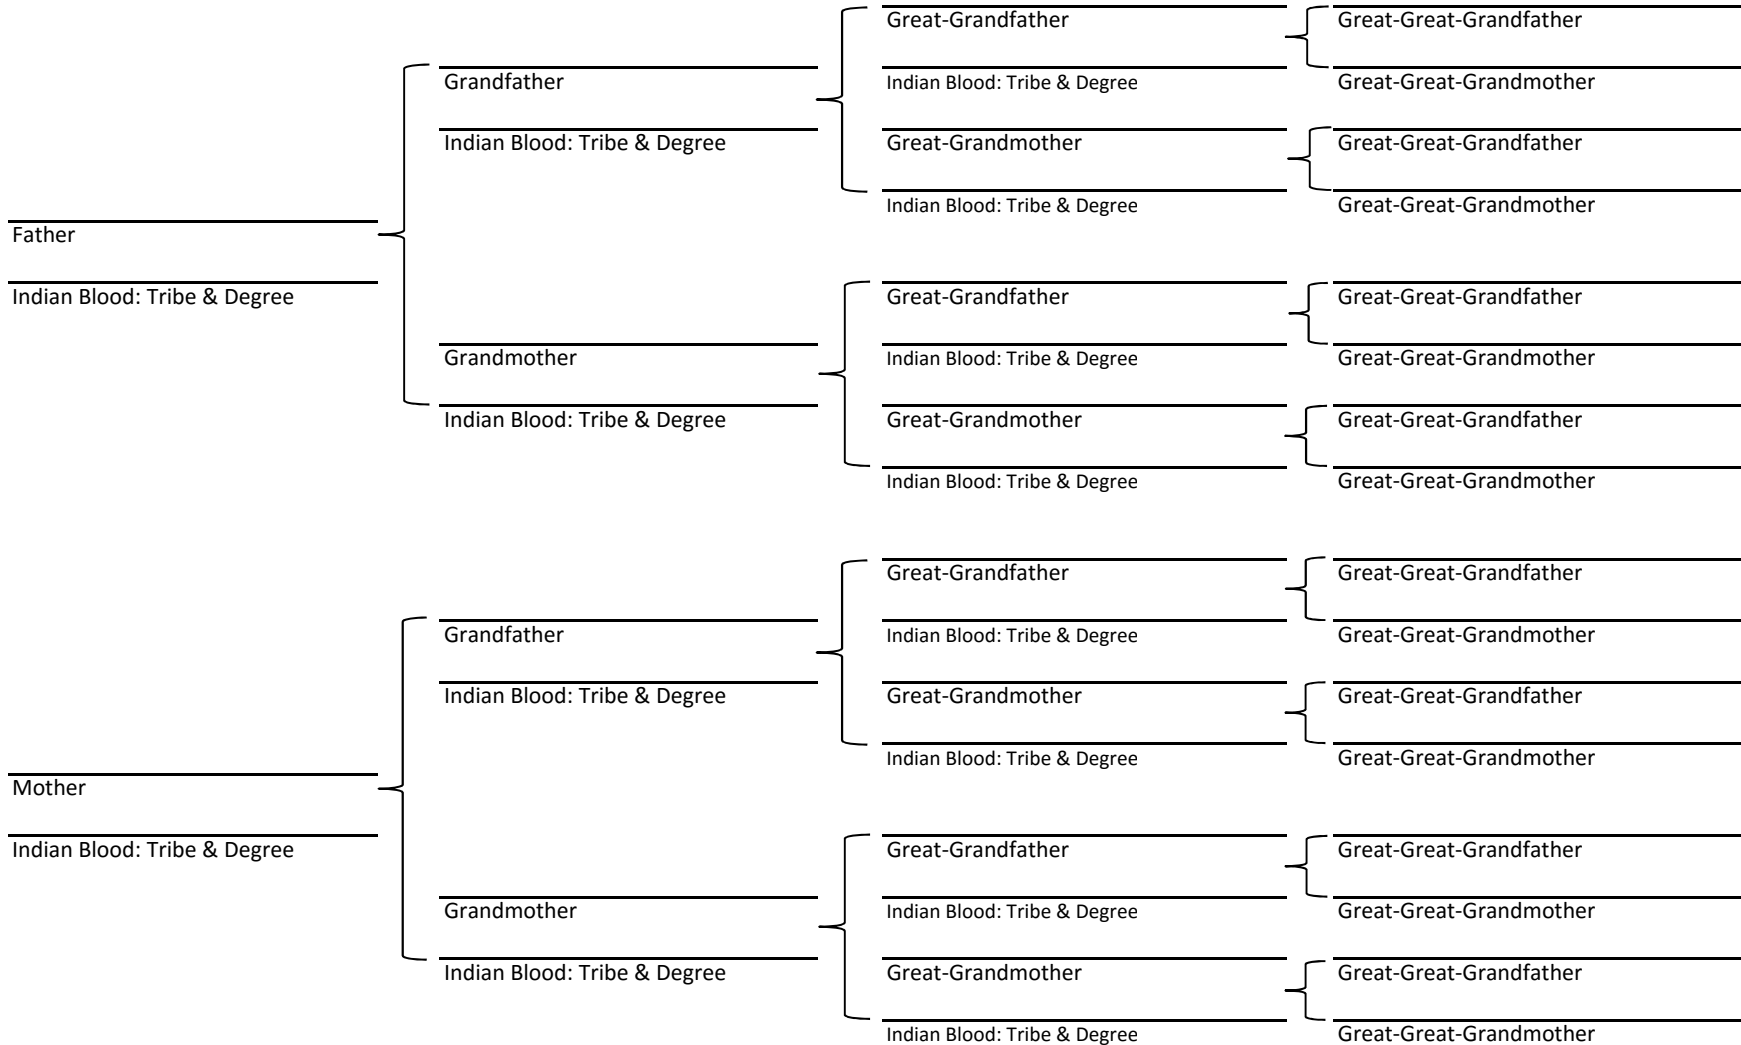 Great-Grandfather Great-Great-Grandfather
Grandfather Indian Blood: Tribe & Degree Great-Great-Grandmother
Indian Blood: Tribe & Degree Great-Grandmother Great-Great-Grandfather
Indian Blood: Tribe & Degree Great-Great-Grandmother
Father
Indian Blood: Tribe & Degree Great-Grandfather Great-Great-Grandfather
Grandmother Indian Blood: Tribe & Degree Great-Great-Grandmother
Indian Blood: Tribe & Degree Great-Grandmother Great-Great-Grandfather
Indian Blood: Tribe & Degree Great-Great-Grandmother
Great-Grandfather Great-Great-Grandfather
Grandfather Indian Blood: Tribe & Degree Great-Great-Grandmother
Indian Blood: Tribe & Degree Great-Grandmother Great-Great-Grandfather
Indian Blood: Tribe & Degree Great-Great-Grandmother
Mother
Indian Blood: Tribe & Degree Great-Grandfather Great-Great-Grandfather
Grandmother Indian Blood: Tribe & Degree Great-Great-Grandmother
Indian Blood: Tribe & Degree Great-Grandmother Great-Great-Grandfather
Indian Blood: Tribe & Degree Great-Great-Grandmother